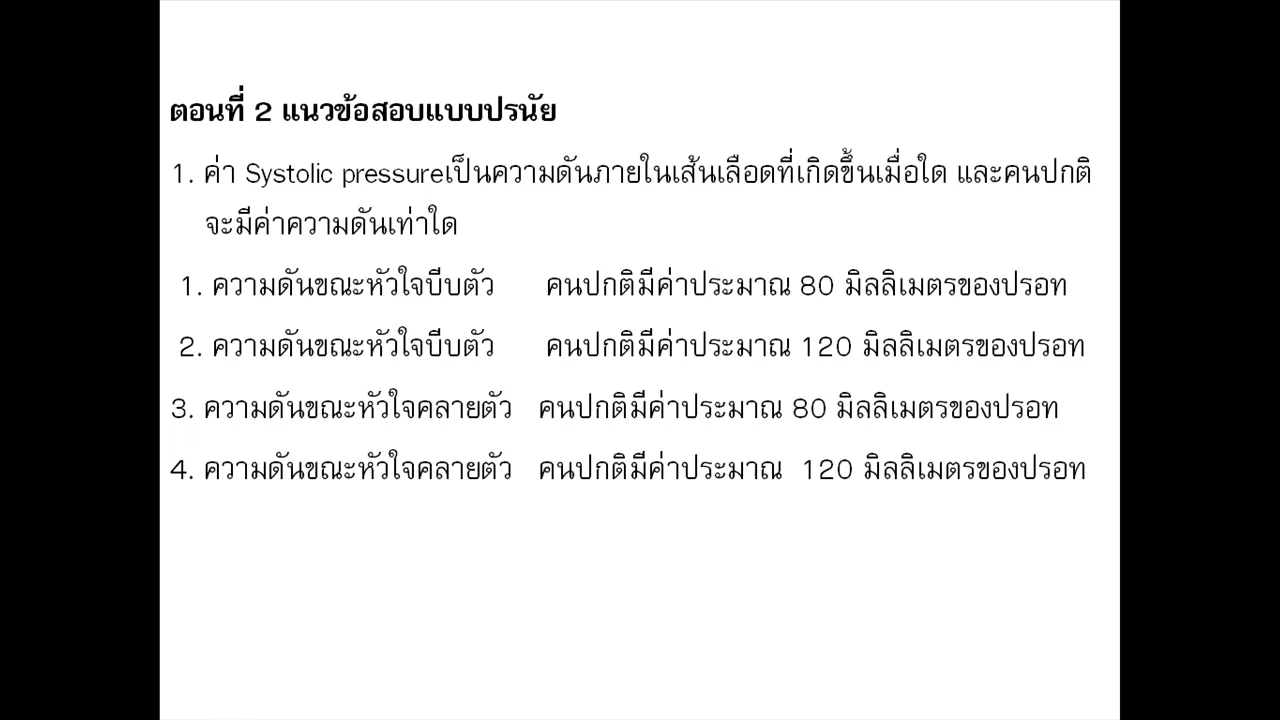 ตอนที่ 2 แนวข้อสอบแบบปรนัย
1. ค่า Systolic pressureเป็นความดันภายในเส้นเลือดที่เกิดขึ้นเมื่อใด และคนปกติ
จะมีค่าความดันเท่าใด
1. ความดันขณะหัวใจบีบตัว คนปกติมีค่าประมาณ 80 มิลลิเมตรของปรอท
2. ความดันขณะหัวใจบีบตัว คนปกติมีค่าประมาณ 120 มิลลิเมตรของปรอท
3. ความดันขณะหัวใจคลายตัว คนปกติมีค่าประมาณ 80 มิลลิเมตรของปรอท
4. ความดันขณะหัวใจคลายตัว คนปกติมีค่าประมาณ 120 มิลลิเมตรของปรอท